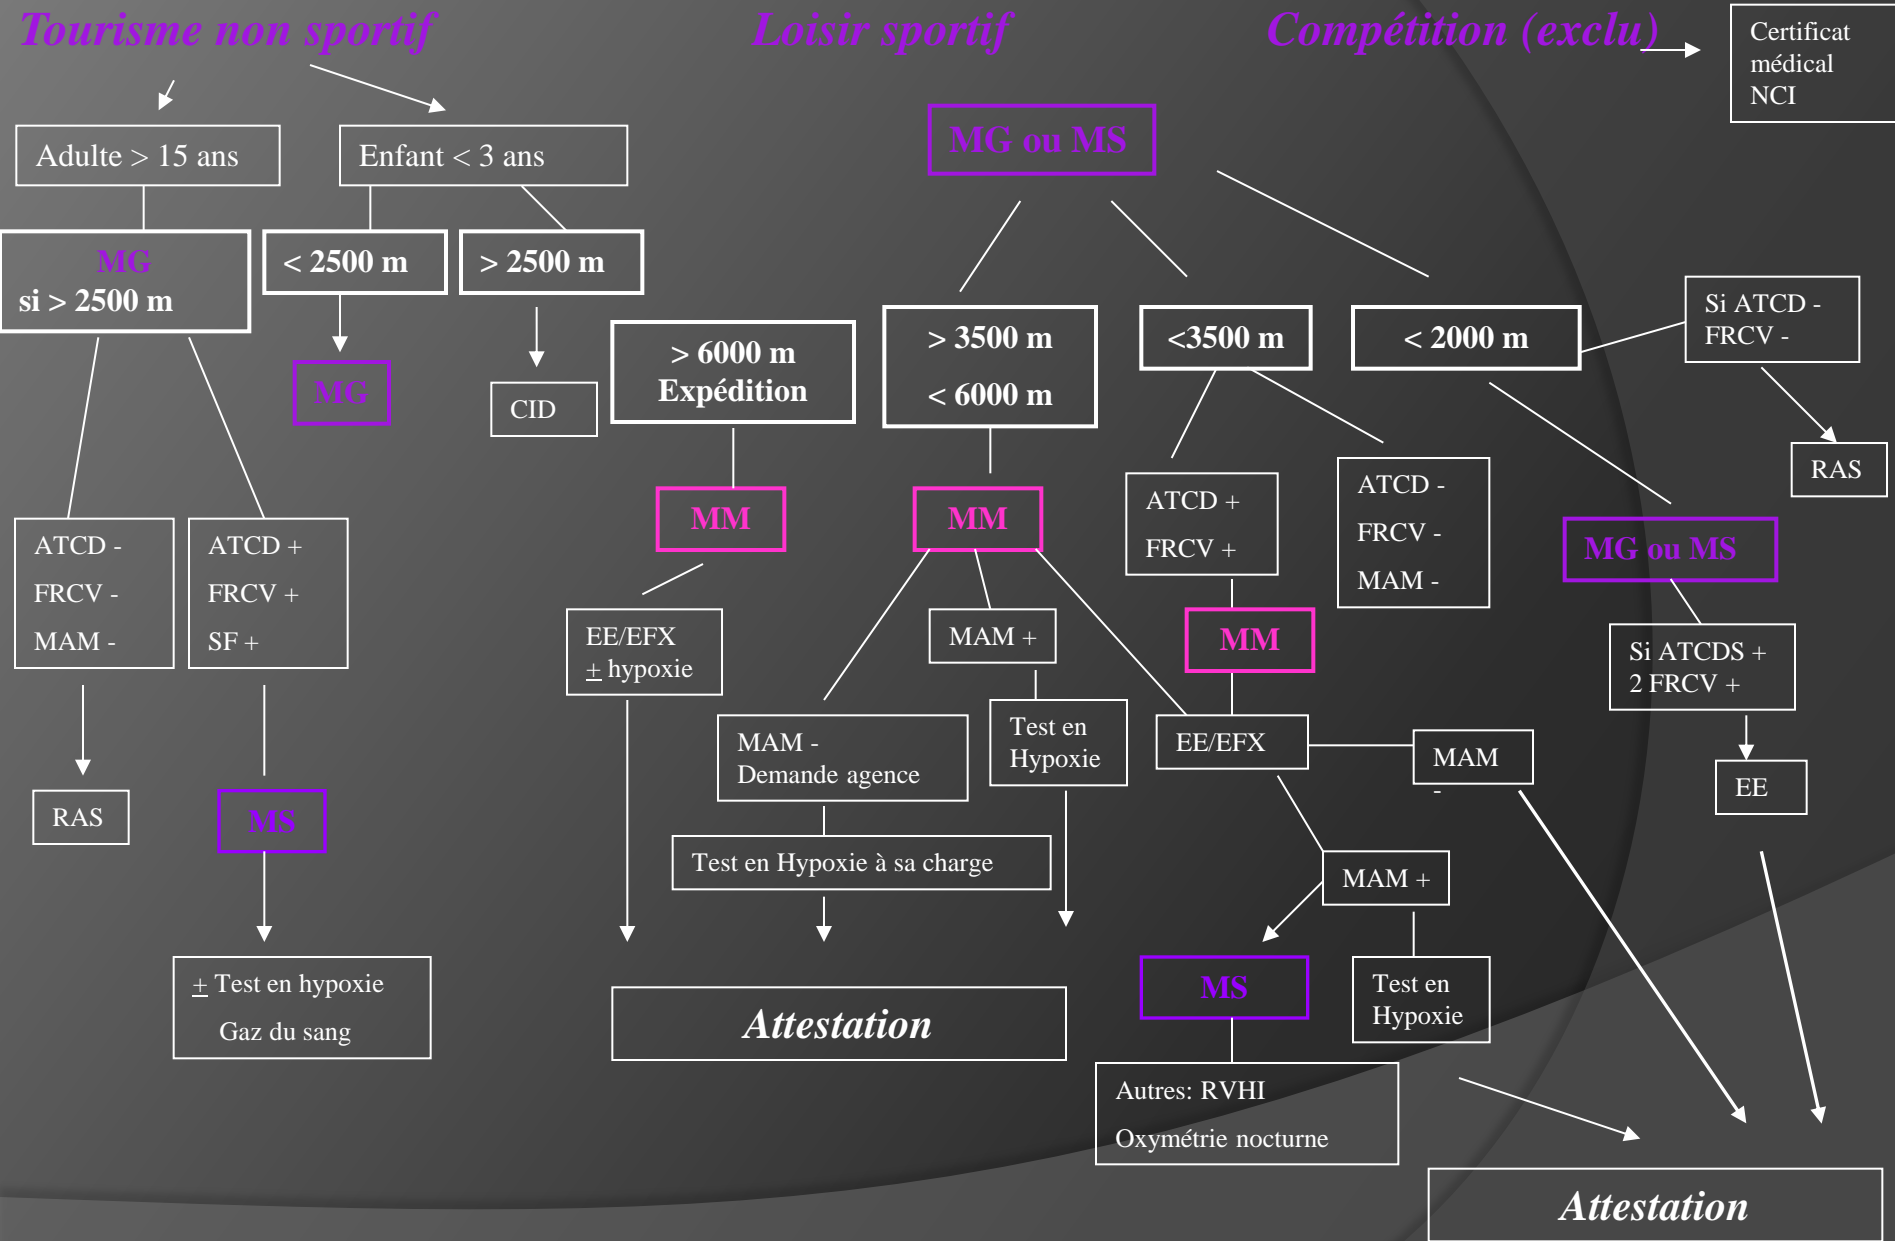 Tourisme non sportif
Loisir sportif
Compétition (exclu)
Certificat
médical
NCI
Adulte > 15 ans
Enfant < 3 ans
MG ou MS
MG
si > 2500 m
< 2500 m
> 2500 m
MG
CID
> 6000 m
Expédition
> 3500 m
< 6000 m
<3500 m
< 2000 m
Si ATCD -
FRCV -
RAS
MM
MM
ATCD +
FRCV +
ATCD -
FRCV -
MAM -
MG ou MS
ATCD -
FRCV -
MAM -
ATCD +
FRCV +
SF +
EE/EFX
+ hypoxie
MAM +
MM
Si ATCDS +
2 FRCV +
MAM -
Demande agence
Test en
Hypoxie
EE/EFX
MAM
-
EE
RAS
MS
Test en Hypoxie à sa charge
MAM +
+ Test en hypoxie
Gaz du sang
Attestation
MS
Test en
Hypoxie
Autres: RVHI
Oxymétrie nocturne
Attestation